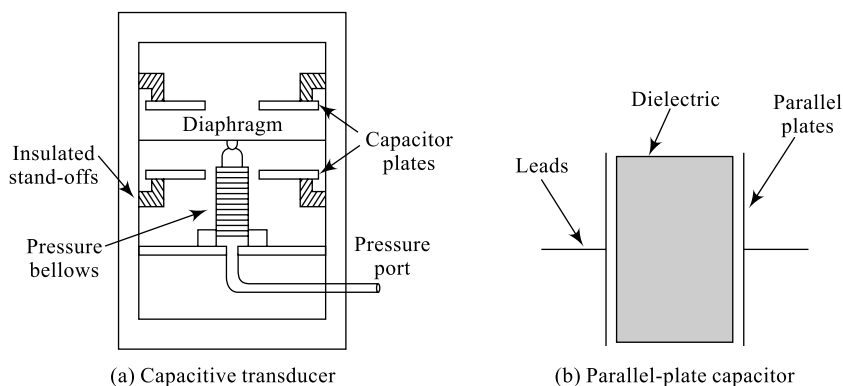 Diaphragm
Capacitor
plates
Insulated
stand-offs
Pressure
bellows
Pressure
port
(a) Capacitive transducer
Dielectric
Parallel
plates
Leads
(b) Parallel-plate capacitor